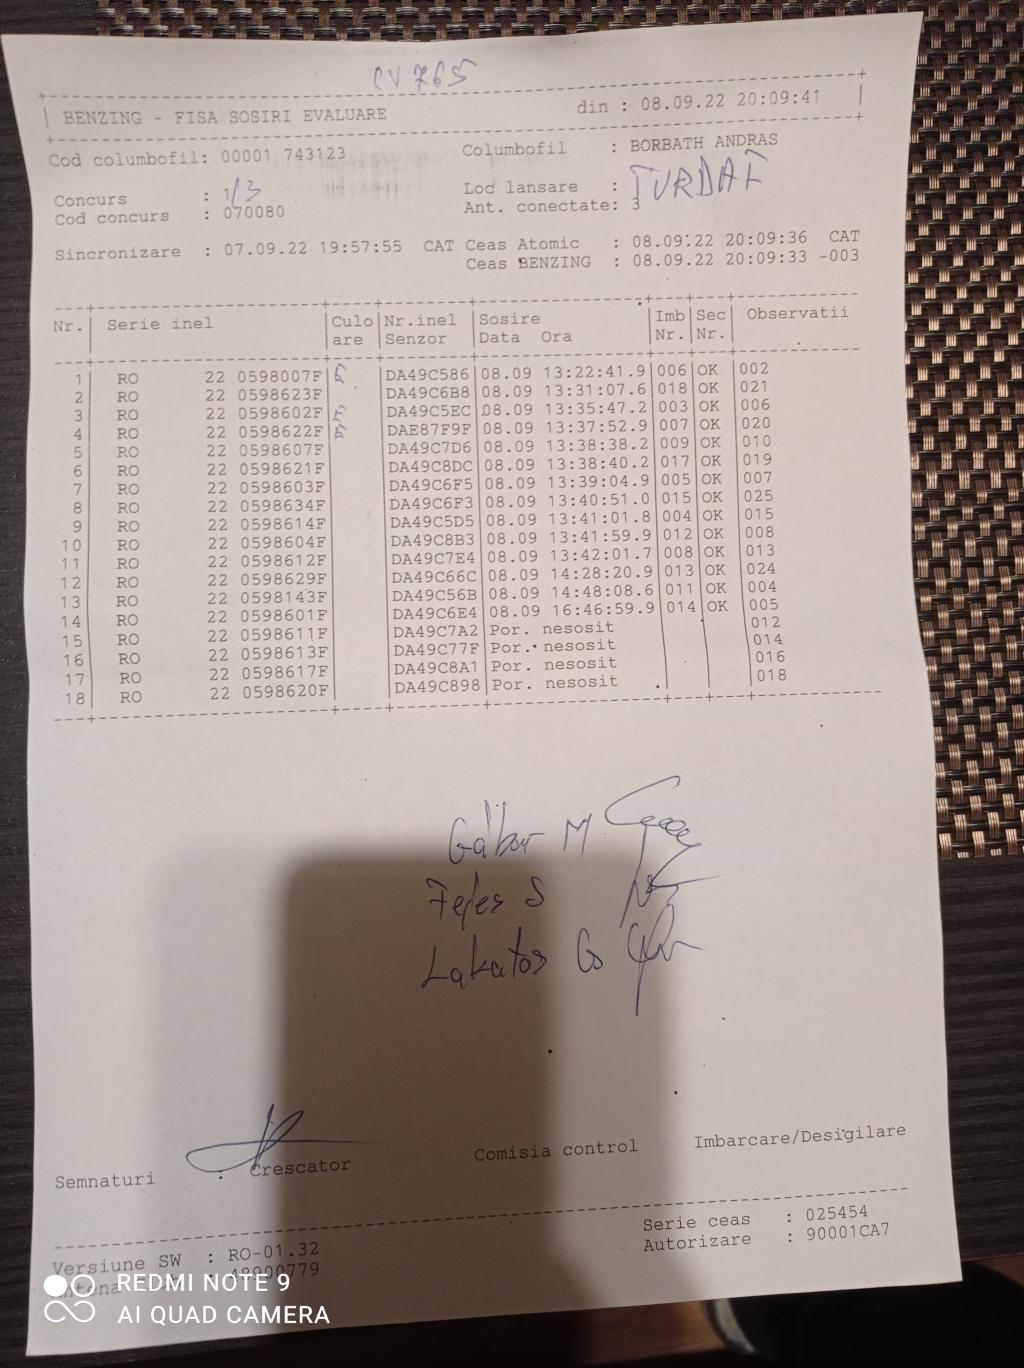 CV 765
BENZING - FISA SOSIRI EVALUARE din : 08.09.22 20:09:41
Cod columbofil: 00001 743123 Columbofil : BORBATH ANDRAS
Concurs : 1/3 Loc lansare : TURDA I
Cod concurs : 070080 Ant. conectate: 3
Sincronizare : 07.09.22 19:57:55 CAT Ceas Atomic : 08.09.22 20:09:36 CAT
Ceas BENZING : 08.09.22 20:09:33 -003
Nr. Serie inel Culo Nr.inel Sosire Imb Sec Observatii
are Senzor Data Ora Nr. Nr.
1 RO 22 0598007F DA49C586 08.09 13:22:41.9 006 OK 002
2 RO 22 0598623F DA49C6B8 08.09 13:31:07.6 018 OK 021
3 RO 22 0598602F DA49C5EC 08.09 13:35:47.2 003 OK 006
4 RO 22 0598622F DAE87F9F 08.09 13:37:52.9 007 OK 020
5 RO 22 0598607F DA49C7D6 08.09 13:38:38.2 009 OK 010
6 RO 22 0598621F DA49C8DC 08.09 13:38:40.2 017 OK 019
7 RO 22 0598603F DA49C6F5 08.09 13:39:04.9 005 OK 007
8 RO 22 0598634F DA49C6F3 08.09 13:40:51.0 015 OK 025
9 RO 22 0598614F DA49C5D5 08.09 13:41:01.8 004 OK 015
10 RO 22 0598604F DA49C8B3 08.09 13:41:59.9 012 OK 008
11 RO 22 0598612F DA49C7E4 08.09 13:42:01.7 008 OK 013
12 RO 22 0598629F DA49C66C 08.09 14:28:20.9 013 OK 024
13 RO 22 0598143F DA49C56B 08.09 14:48:08.6 011 OK 004
14 RO 22 0598601F DA49C6E4 08.09 16:46:59.9 014 OK 005
15 RO 22 0598611F DA49C7A2 Por. nesosit 012
16 RO 22 0598613F DA49C77F Por. nesosit 014
17 RO 22 0598617F DA49C8A1 Por. nesosit 016
18 RO 22 0598620F DA49C898 Por. nesosit 018
Gábor M
Fejes S
Lakatos Gs
Semnaturi : Crescator Comisia control Imbarcare/Desigilare
Versiune SW : RO-01.32 Serie ceas : 025454
Autorizare : 90001CA7
REDMI NOTE 9
AI QUAD CAMERA